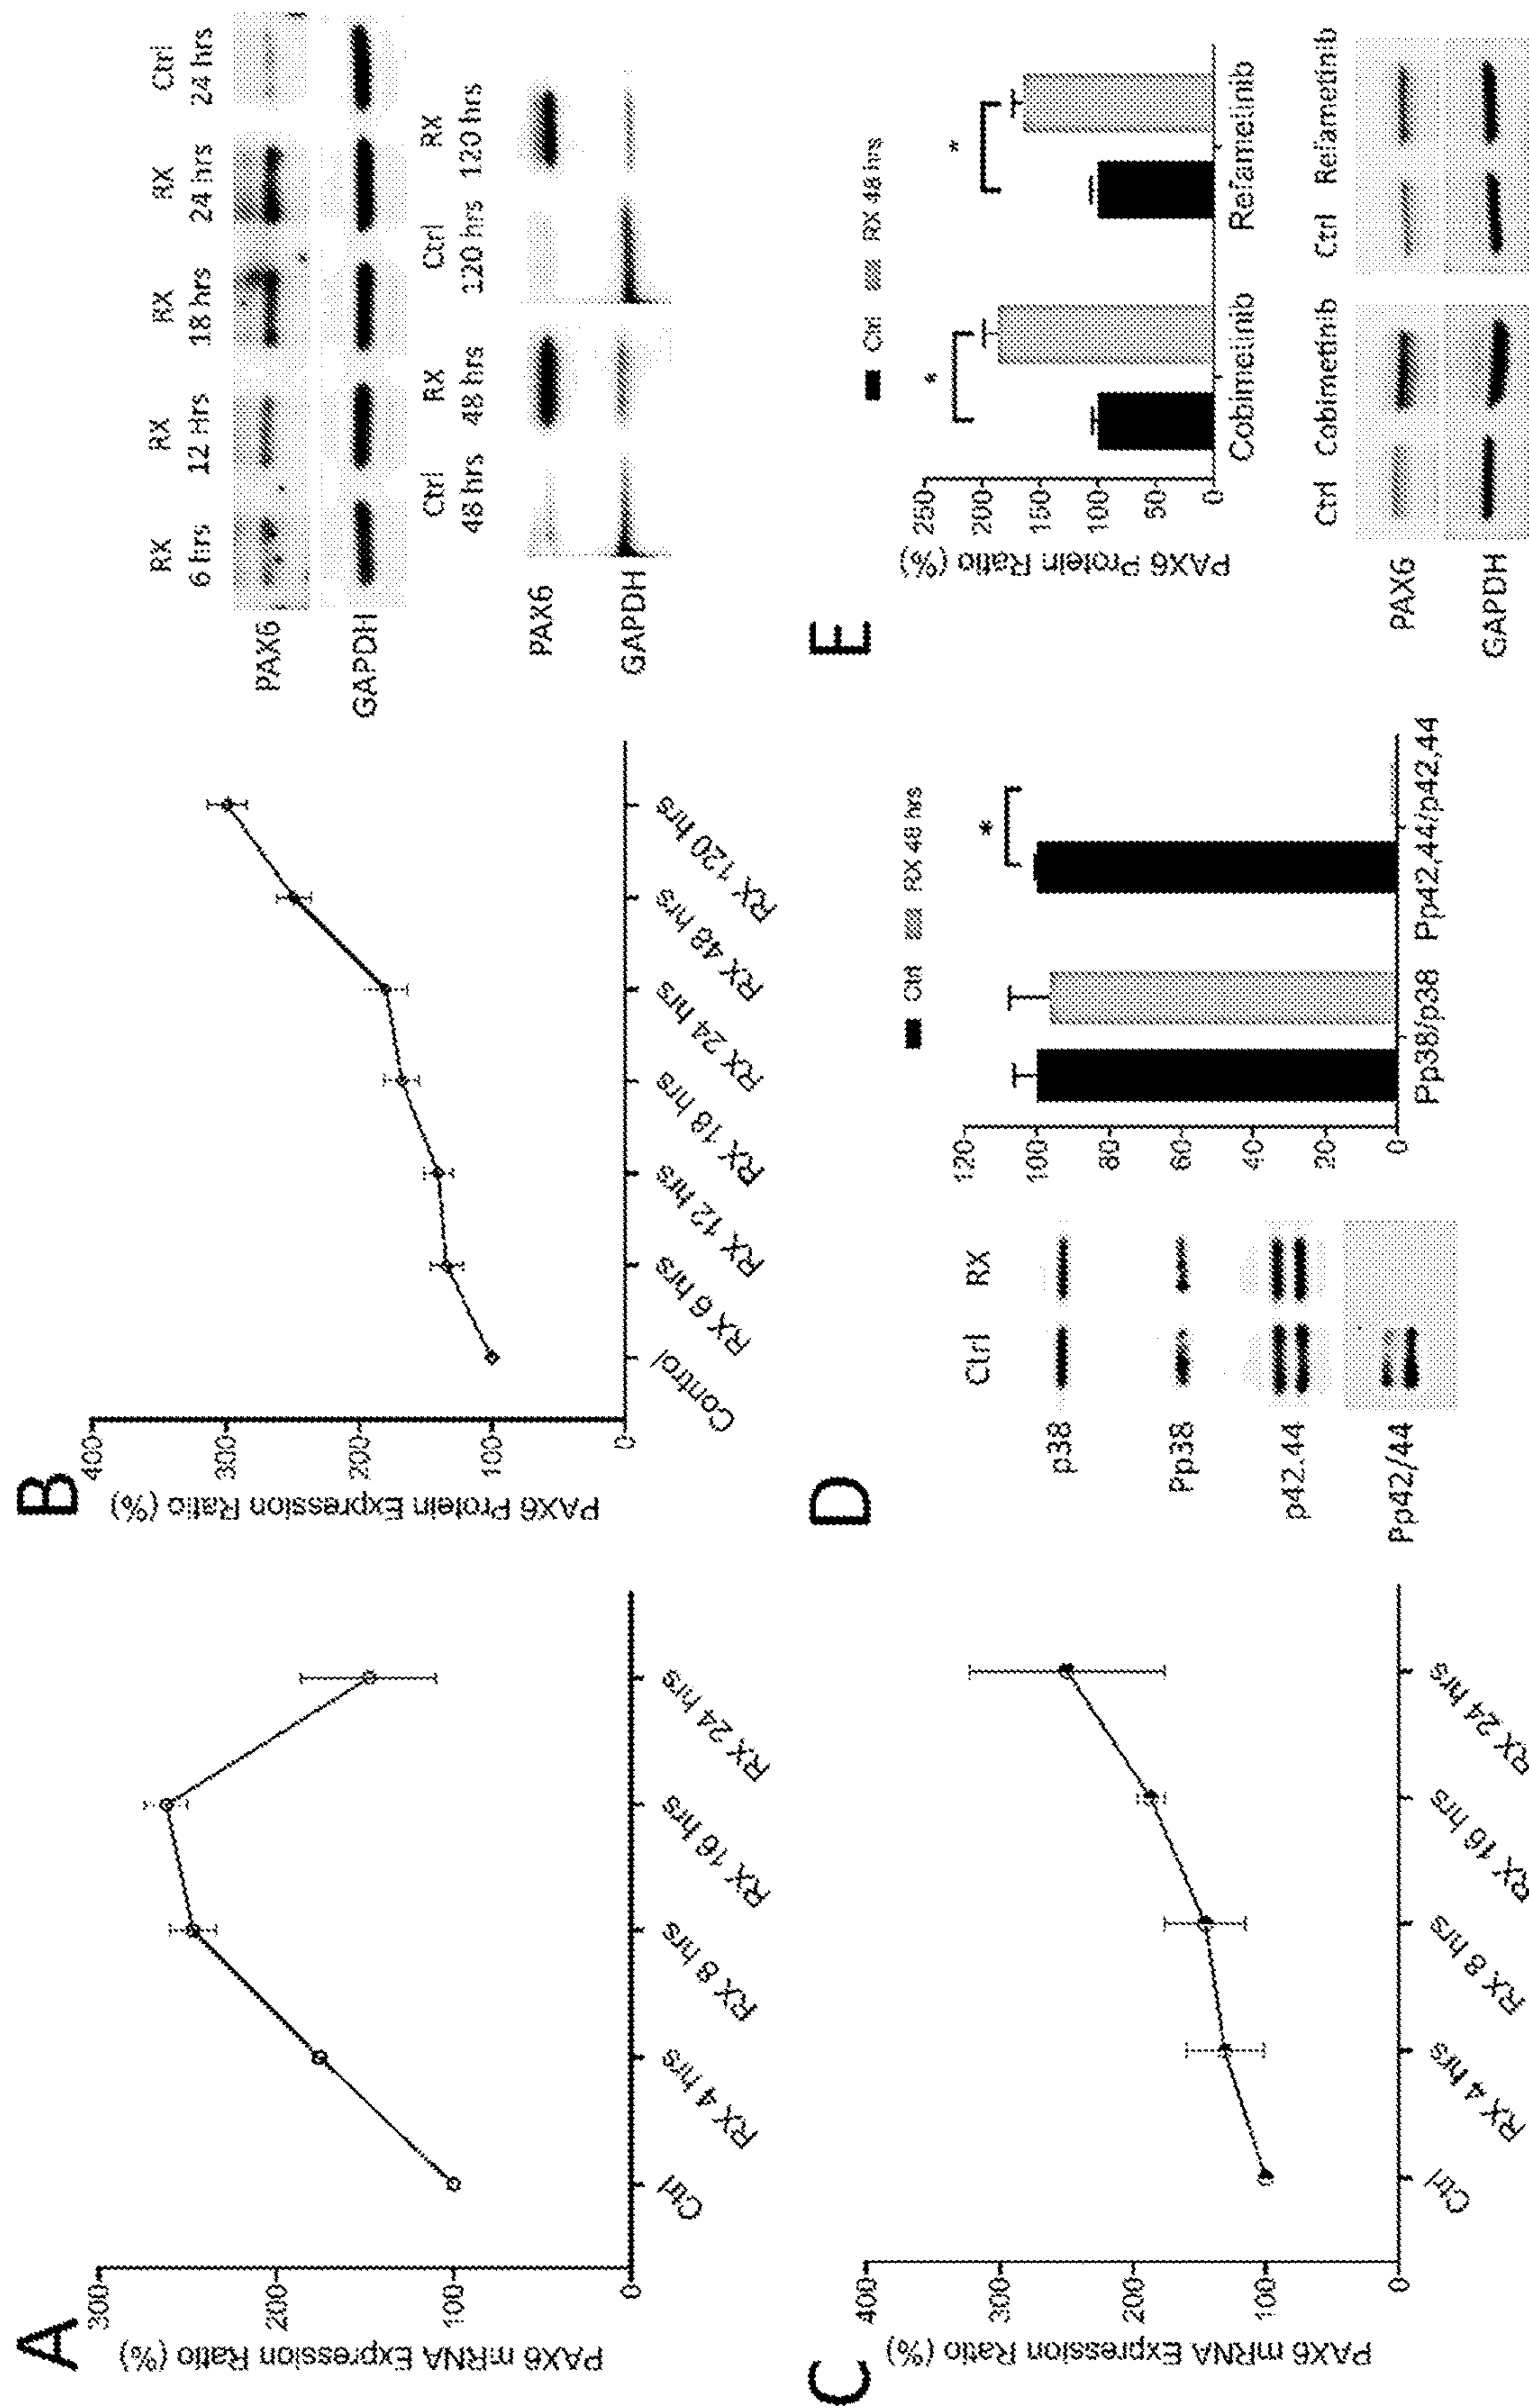 A
PAX6 mRNA Expression Ratio (%)
300
200
100
0
Ctrl
RX 4 hrs
RX 8 hrs
RX 16 hrs
RX 24 hrs
B
PAX6 Protein Expression Ratio (%)
400
300
200
100
0
Control
RX 6 hrs
RX 12 hrs
RX 18 hrs
RX 24 hrs
RX 48 hrs
RX 120 hrs
RX RX RX RX Ctrl
6 hrs 12 Hrs 18 hrs 24 hrs 24 hrs
PAX6
GAPDH
Ctrl RX Ctrl RX
48 hrs 48 hrs 120 hrs 120 hrs
PAX6
GAPDH
C
PAX6 mRNA Expression Ratio (%)
400
300
200
100
0
Ctrl
RX 4 hrs
RX 8 hrs
RX 16 hrs
RX 24 hrs
D
Ctrl RX
p38
Pp38
p42.44
Pp42/44
Ctrl RX 48 hrs
120
100
80
60
40
20
0
*
Pp38/p38 Pp42,44/p42,44
E
Ctrl RX 48 hrs
PAX6 Protein Ratio (%)
250
200
150
100
50
0
* *
Cobimetinib Refametinib
Ctrl Cobimetinib Ctrl Refametinib
PAX6
GAPDH